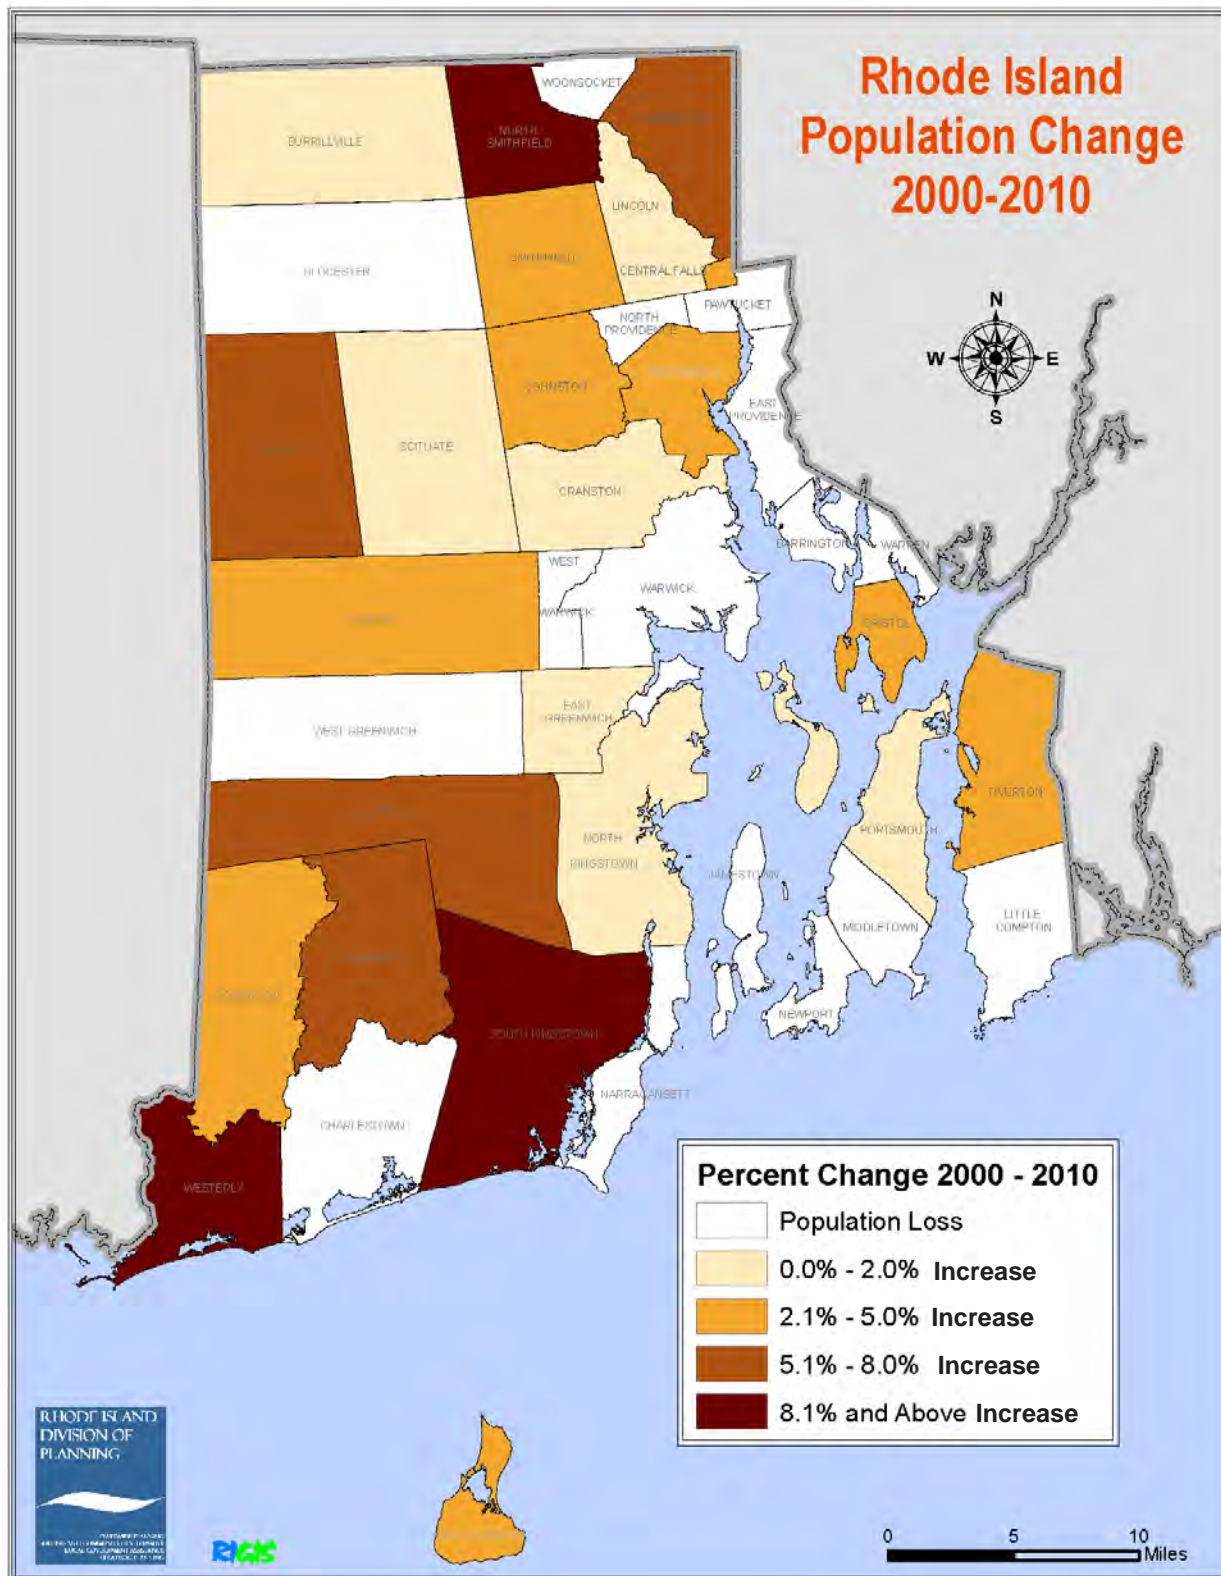 Rhode Island
Population Change
2000-2010
WOONSOCKET
BURRILLVILLE
NORTH
SMITHFIELD
LINCOLN
GLOCESTER
SMITHFIELD
CENTRAL FALLS
PAWTUCKET
NORTH
PROVIDENCE
N
W E
S
JOHNSTON
EAST
PROVIDENCE
SCITUATE
CRANSTON
BARRINGTON
WARREN
WEST
WARWICK
WARWICK
BRISTOL
EAST
GREENWICH
WEST GREENWICH
TIVERTON
PORTSMOUTH
NORTH
KINGSTOWN
JAMESTOWN
LITTLE
COMPTON
MIDDLETOWN
NEWPORT
SOUTH KINGSTOWN
NARRAGANSETT
CHARLESTOWN
WESTERLY
Percent Change 2000 - 2010
Population Loss
0.0% - 2.0% Increase
2.1% - 5.0% Increase
5.1% - 8.0% Increase
8.1% and Above Increase
RHODE ISLAND
DIVISION OF
PLANNING
RIGIS
0 5 10
Miles